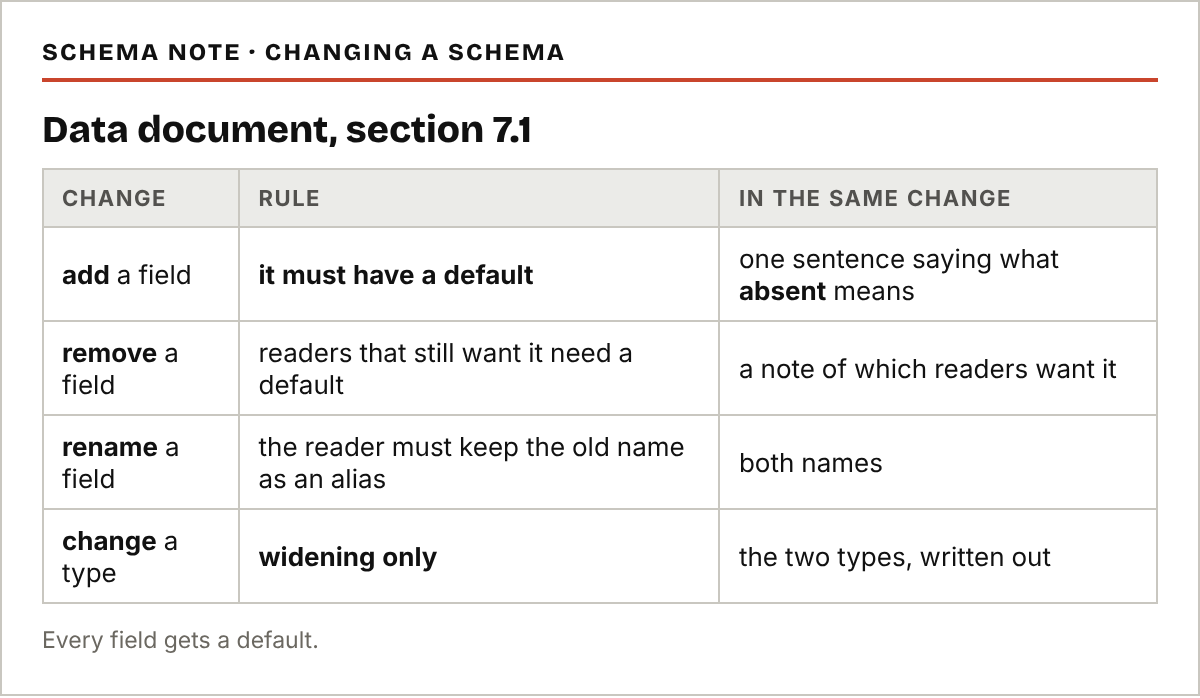 SCHEMA NOTE · CHANGING A SCHEMA
Data document, section 7.1
CHANGE
RULE
IN THE SAME CHANGE
add a field
it must have a default
one sentence saying what
absent means
remove a
field
readers that still want it need a
default
a note of which readers want it
rename a
field
the reader must keep the old name
as an alias
both names
change a
type
widening only
the two types, written out
Every field gets a default.